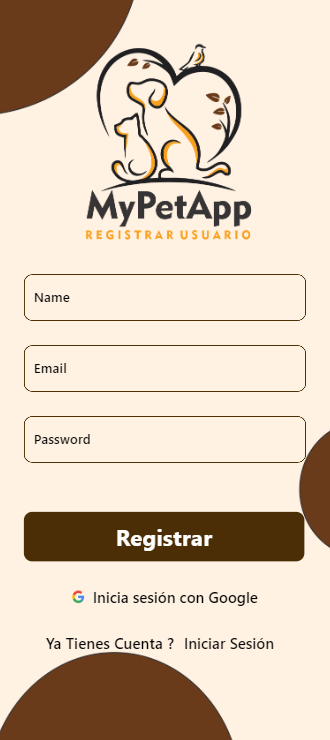 MyPetApp
REGISTRAR USUARIO
Name
Email
Password
Registrar
Inicia sesión con Google
Ya Tienes Cuenta ? Iniciar Sesión